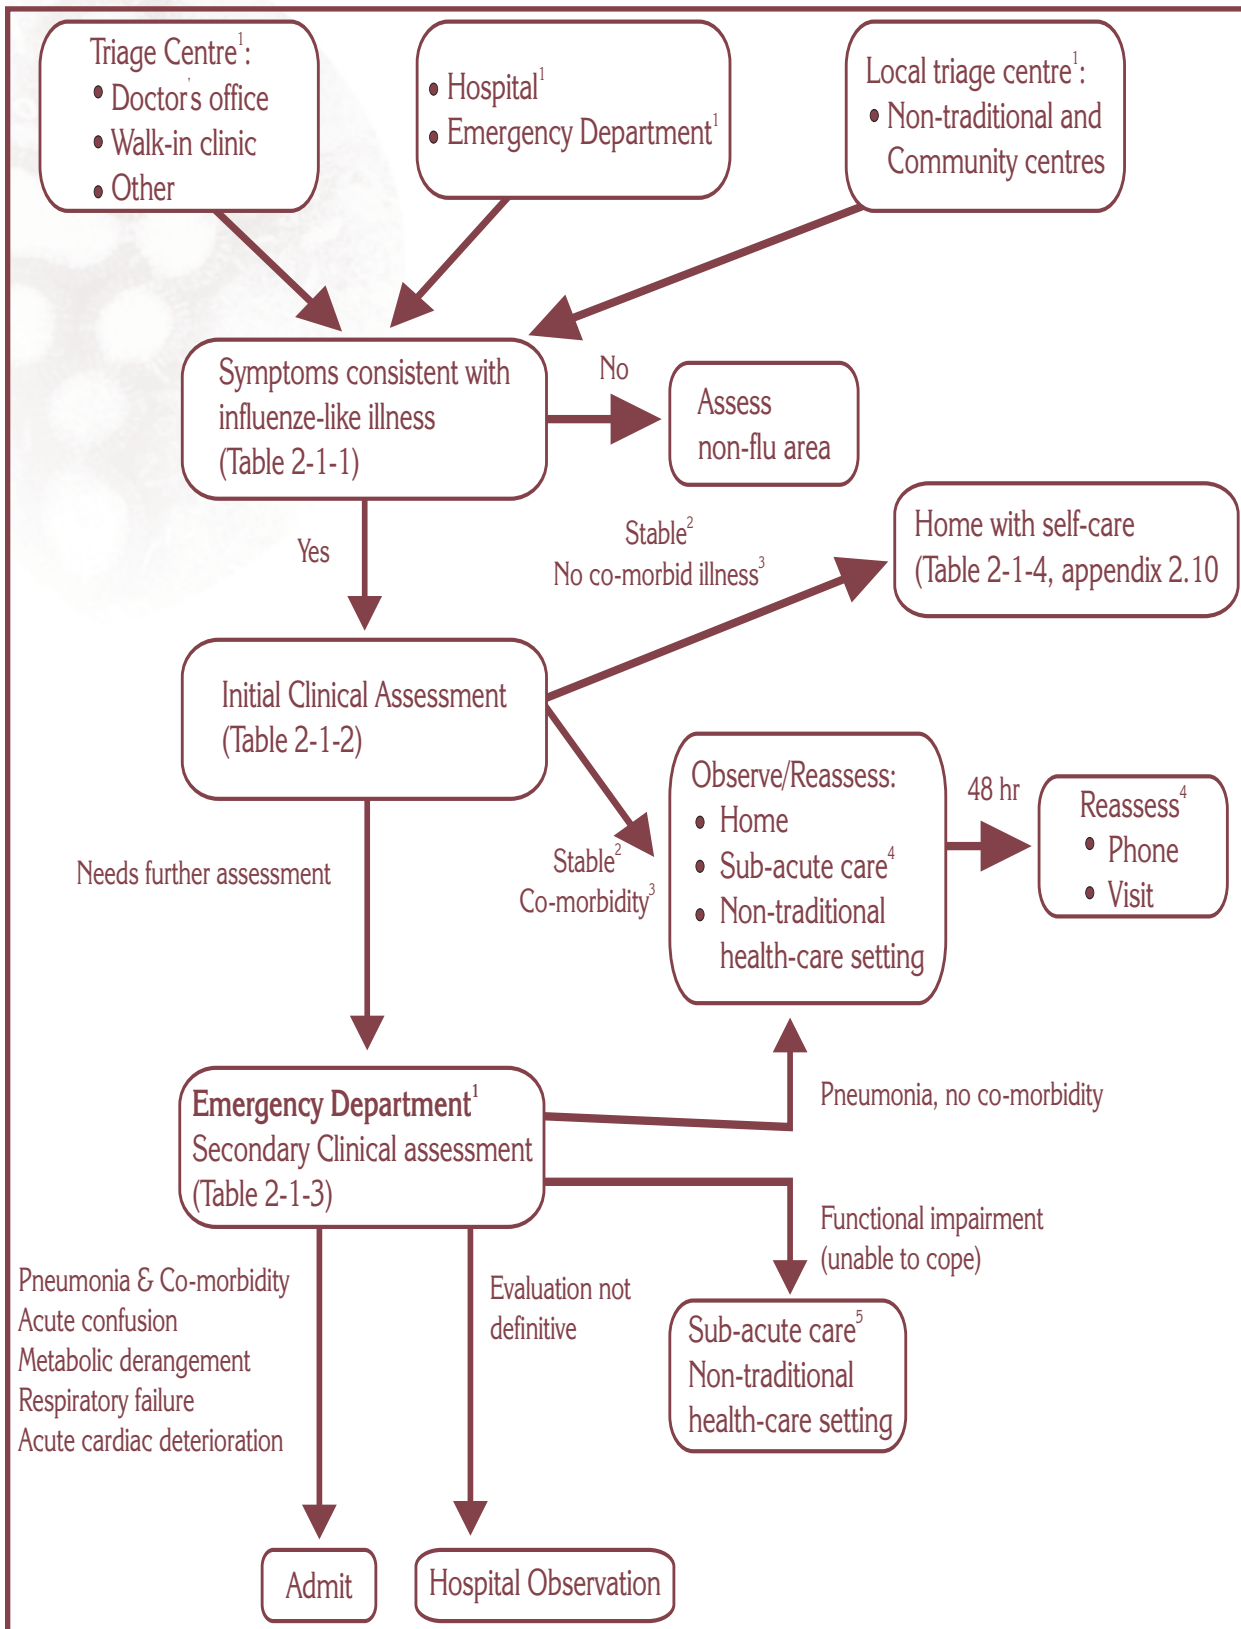 Triage Centre¹:
• Doctor's office
• Walk-in clinic
• Other
• Hospital¹
• Emergency Department¹
Local triage centre¹:
• Non-traditional and
Community centres
Symptoms consistent with
influenze-like illness
(Table 2-1-1)
No
Assess
non-flu area
Yes
Stable²
No co-morbid illness³
Home with self-care
(Table 2-1-4, appendix 2.10
Initial Clinical Assessment
(Table 2-1-2)
Needs further assessment
Stable²
Co-morbidity³
Observe/Reassess:
• Home
• Sub-acute care⁴
• Non-traditional
health-care setting
48 hr
Reassess⁴
• Phone
• Visit
Emergency Department¹
Secondary Clinical assessment
(Table 2-1-3)
Pneumonia, no co-morbidity
Functional impairment
(unable to cope)
Pneumonia & Co-morbidity
Acute confusion
Metabolic derangement
Respiratory failure
Acute cardiac deterioration
Evaluation not
definitive
Sub-acute care⁵
Non-traditional
health-care setting
Admit
Hospital Observation